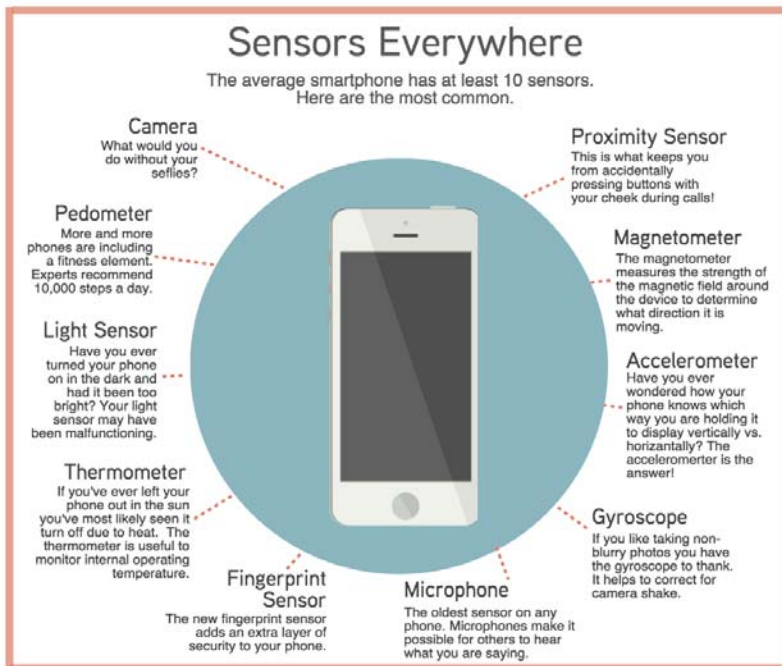 Sensors Everywhere
The average smartphone has at least 10 sensors.
Here are the most common.
Camera
What would you
do without your
seflies?
Pedometer
More and more
phones are including
a fitness element.
Experts recommend
10,000 steps a day.
Light Sensor
Have you ever
turned your phone
on in the dark and
had it been too
bright? Your light
sensor may have
been malfunctioning.
Thermometer
If you've ever left your
phone out in the sun
you've most likely seen it
turn off due to heat. The
thermometer is useful to
monitor internal operating
temperature.
Fingerprint
Sensor
The new fingerprint sensor
adds an extra layer of
security to your phone.
Proximity Sensor
This is what keeps you
from accidentally
pressing buttons with
your cheek during calls!
Magnetometer
The magnetometer
measures the strength of
the magnetic field around
the device to determine
what direction it is
moving.
Accelerometer
Have you ever
wondered how your
phone knows which
way you are holding it
to display vertically vs.
horizantally? The
accelerometer is the
answer!
Gyroscope
If you like taking non-
blurry photos you have
the gyroscope to thank.
It helps to correct for
camera shake.
Microphone
The oldest sensor on any
phone. Microphones make it
possible for others to hear
what you are saying.